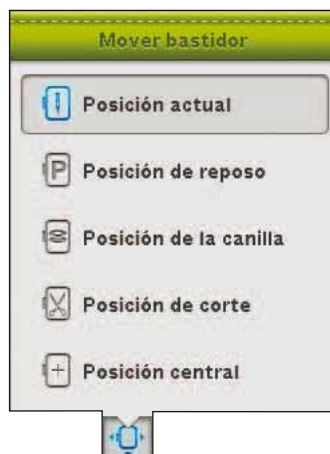 Mover bastidor
Posición actual
P Posición de reposo
Posición de la canilla
Posición de corte
Posición central